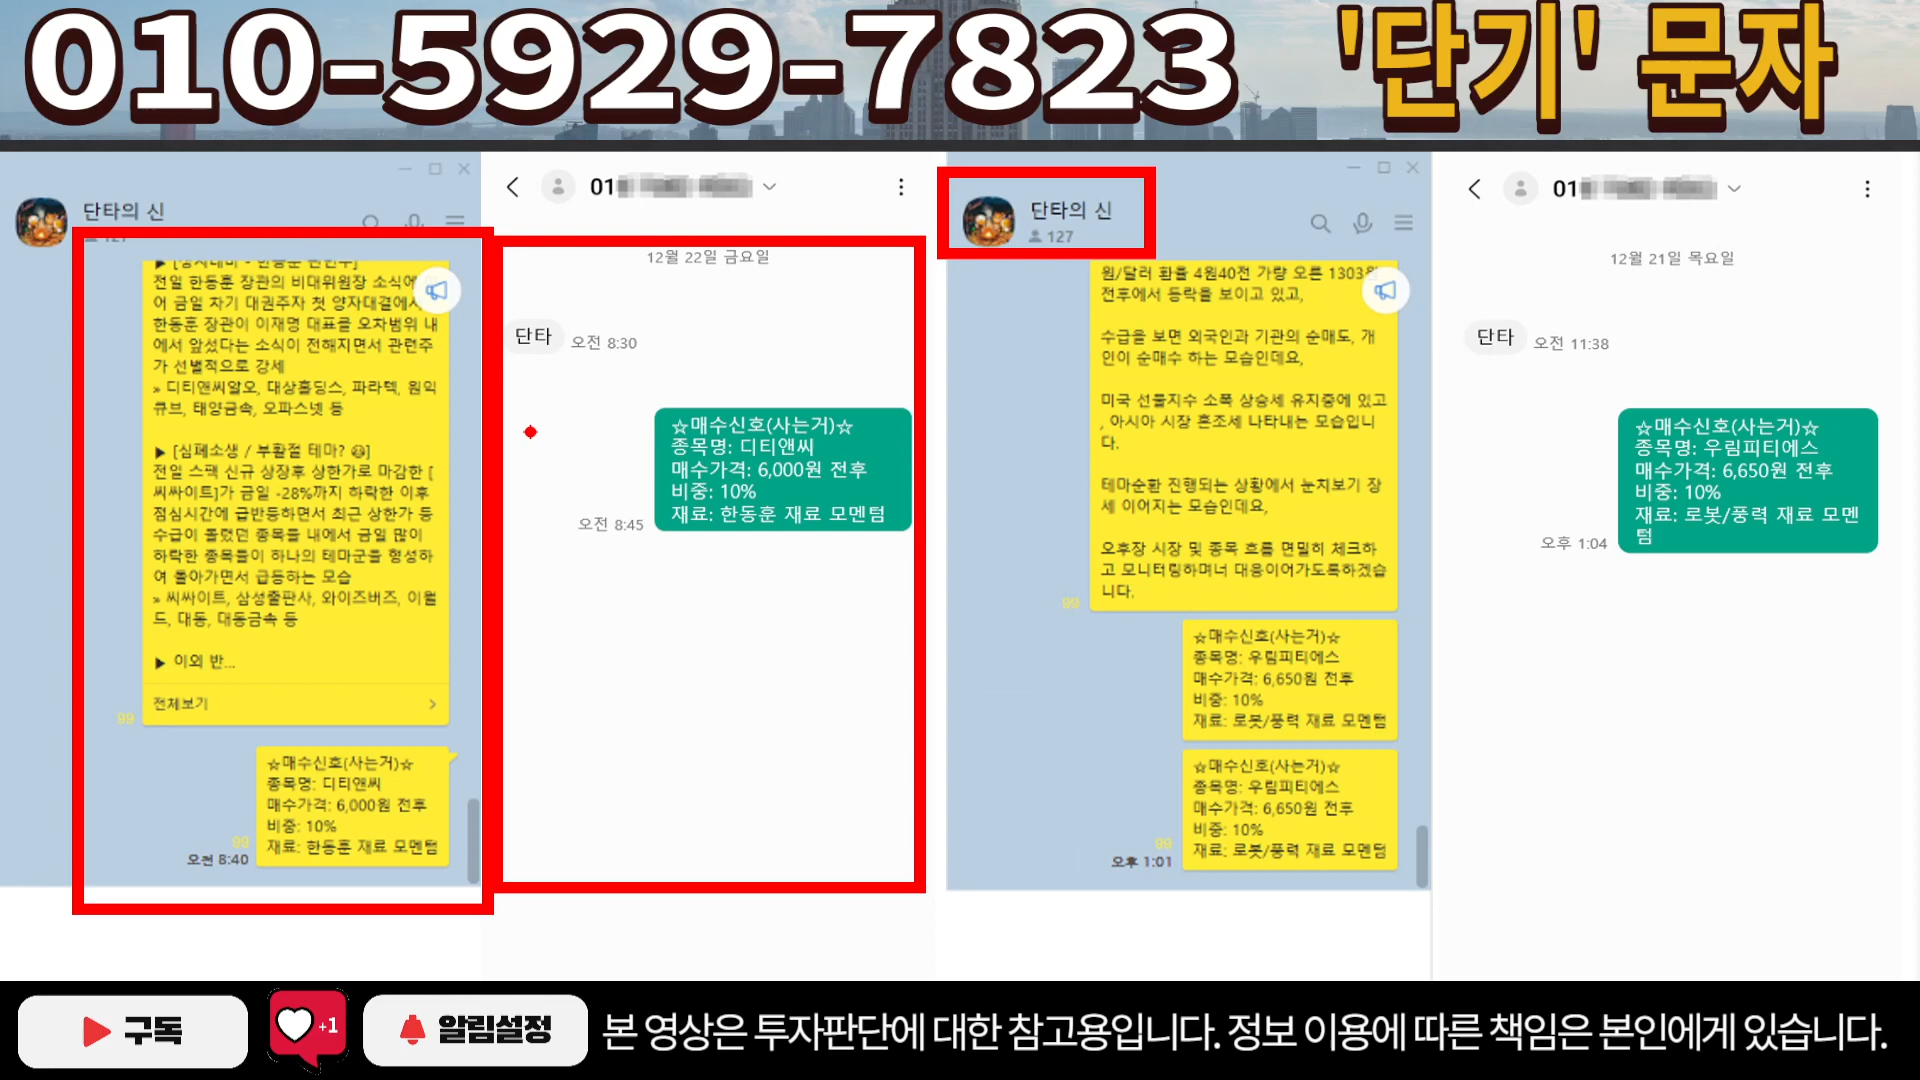 010-5929-7823 '단기' 문자
단타의 신
전일 한동훈 장관의 비대위원장 소식에
어 금일 차기 대권주자 첫 양자대결에서
한동훈 장관이 이재명 대표를 오차범위 내
에서 앞섰다는 소식이 전해지면서 관련주
가 선별적으로 강세
» 디티앤씨알오, 대상홀딩스, 파라텍, 원익
큐브, 태양금속, 오파스넷 등
▶ [심폐소생 / 부활절 테마? 😂]
전일 스팩 신규 상장후 상한가로 마감한 [
씨싸이트]가 금일 -28%까지 하락한 이후
점심시간에 급반등하면서 최근 상한가 등
수급이 몰렸던 종목들 내에서 금일 많이
하락한 종목들이 하나의 테마군을 형성하
여 돌아가면서 급등하는 모습
» 씨싸이트, 삼성출판사, 와이즈버즈, 이월
드, 대동, 대동금속 등
▶ 이외 반...
전체보기
99
☆매수신호(사는거)☆
종목명: 디티앤씨
매수가격: 6,000원 전후
비중: 10%
재료: 한동훈 재료 모멘텀
99
오전 8:40
01
12월 22일 금요일
단타
오전 8:30
☆매수신호(사는거)☆
종목명: 디티앤씨
매수가격: 6,000원 전후
비중: 10%
재료: 한동훈 재료 모멘텀
오전 8:45
단타의 신
127
원/달러 환율 4원40전 가량 오른 1303원
전후에서 등락을 보이고 있고,
수급을 보면 외국인과 기관의 순매도, 개
인이 순매수 하는 모습인데요,
미국 선물지수 소폭 상승세 유지중에 있고
, 아시아 시장 혼조세 나타내는 모습입니
다.
테마순환 진행되는 상황에서 눈치보기 장
세 이어지는 모습인데요,
오후장 시장 및 종목 흐름 면밀히 체크하
고 모니터링하며너 대응이어가도록하겠습
니다.
99
☆매수신호(사는거)☆
종목명: 우림피티에스
매수가격: 6,650원 전후
비중: 10%
재료: 로봇/풍력 재료 모멘텀
☆매수신호(사는거)☆
종목명: 우림피티에스
매수가격: 6,650원 전후
비중: 10%
재료: 로봇/풍력 재료 모멘텀
99
오후 1:01
01
12월 21일 목요일
단타
오전 11:38
☆매수신호(사는거)☆
종목명: 우림피티에스
매수가격: 6,650원 전후
비중: 10%
재료: 로봇/풍력 재료 모멘
텀
오후 1:04
구독
+1
알림설정
본 영상은 투자판단에 대한 참고용입니다. 정보 이용에 따른 책임은 본인에게 있습니다.